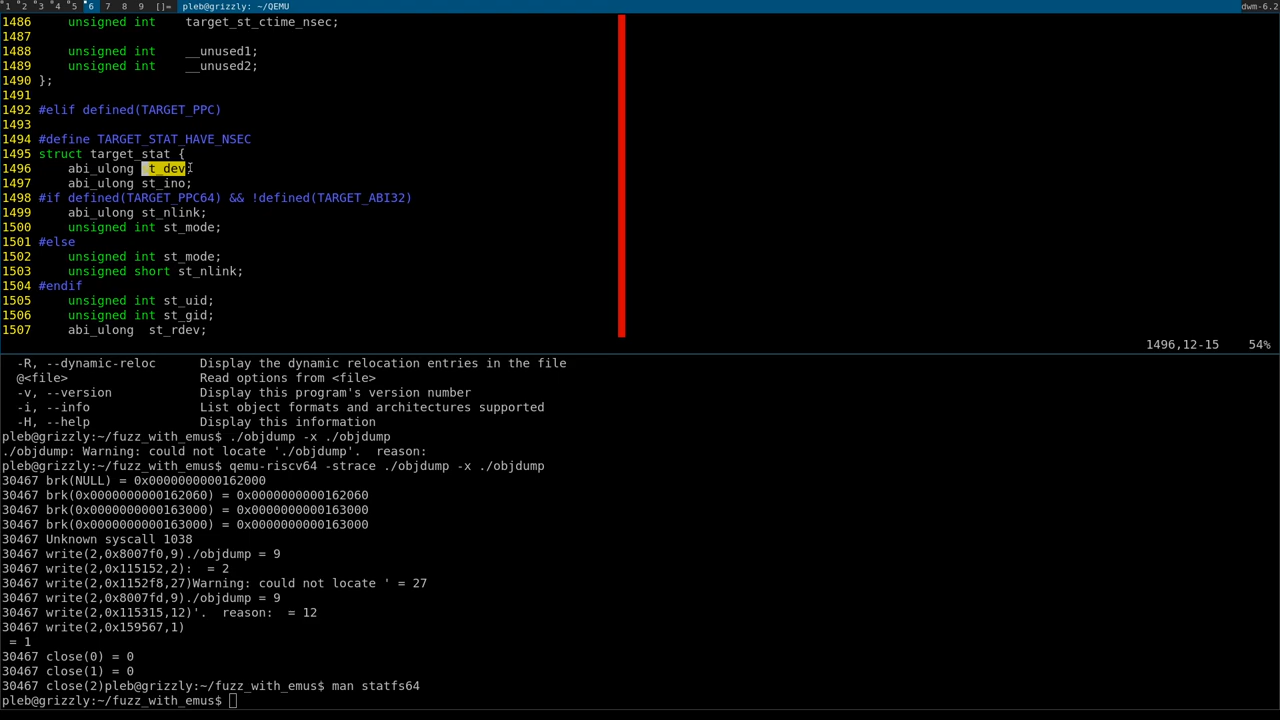 1 2 3 4 5 6 7 8 9 []= pleb@grizzly: ~/QEMU dwm-6.2
1486     unsigned int    target_st_ctime_nsec;
1487
1488     unsigned int    __unused1;
1489     unsigned int    __unused2;
1490 };
1491
1492 #elif defined(TARGET_PPC)
1493
1494 #define TARGET_STAT_HAVE_NSEC
1495 struct target_stat {
1496     abi_ulong st_dev;
1497     abi_ulong st_ino;
1498 #if defined(TARGET_PPC64) && !defined(TARGET_ABI32)
1499     abi_ulong st_nlink;
1500     unsigned int st_mode;
1501 #else
1502     unsigned int st_mode;
1503     unsigned short st_nlink;
1504 #endif
1505     unsigned int st_uid;
1506     unsigned int st_gid;
1507     abi_ulong  st_rdev;
1496,12-15    54%
  -R, --dynamic-reloc      Display the dynamic relocation entries in the file
  @<file>                  Read options from <file>
  -v, --version            Display this program's version number
  -i, --info               List object formats and architectures supported
  -H, --help               Display this information
pleb@grizzly:~/fuzz_with_emus$ ./objdump -x ./objdump
./objdump: Warning: could not locate './objdump'.  reason:
pleb@grizzly:~/fuzz_with_emus$ qemu-riscv64 -strace ./objdump -x ./objdump
30467 brk(NULL) = 0x0000000000162000
30467 brk(0x0000000000162060) = 0x0000000000162060
30467 brk(0x0000000000163000) = 0x0000000000163000
30467 brk(0x0000000000163000) = 0x0000000000163000
30467 Unknown syscall 1038
30467 write(2,0x8007f0,9)./objdump = 9
30467 write(2,0x115152,2):  = 2
30467 write(2,0x1152f8,27)Warning: could not locate ' = 27
30467 write(2,0x8007fd,9)./objdump = 9
30467 write(2,0x115315,12)'.  reason:  = 12
30467 write(2,0x159567,1)
 = 1
30467 close(0) = 0
30467 close(1) = 0
30467 close(2)pleb@grizzly:~/fuzz_with_emus$ man statfs64
pleb@grizzly:~/fuzz_with_emus$